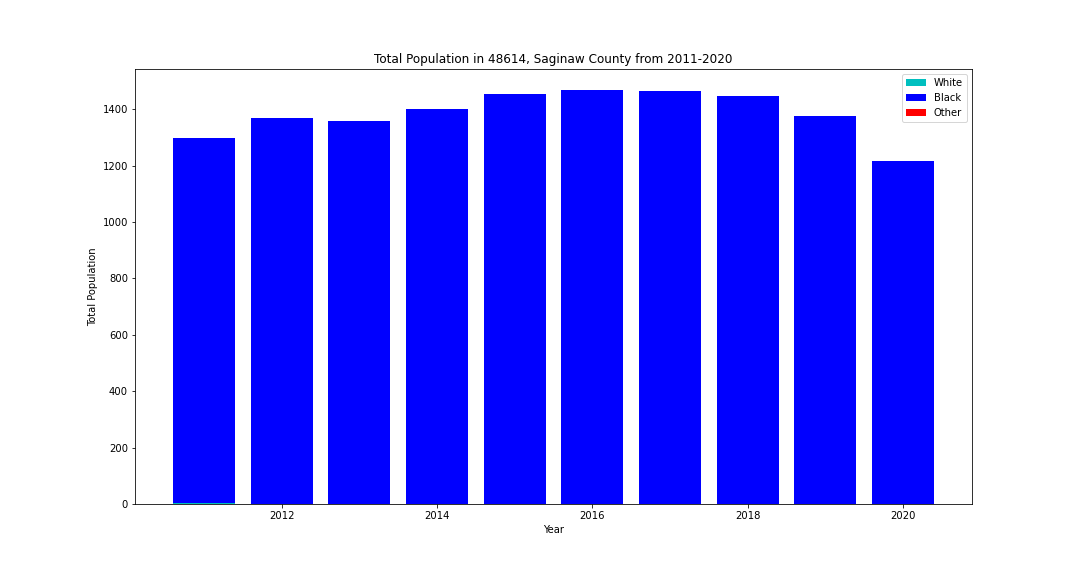 Total Population in 48614, Saginaw County from 2011-2020
White
Black
Other
1400
1200
1000
800
600
400
200
0
Total Population
2012
2014
2016
2018
2020
Year